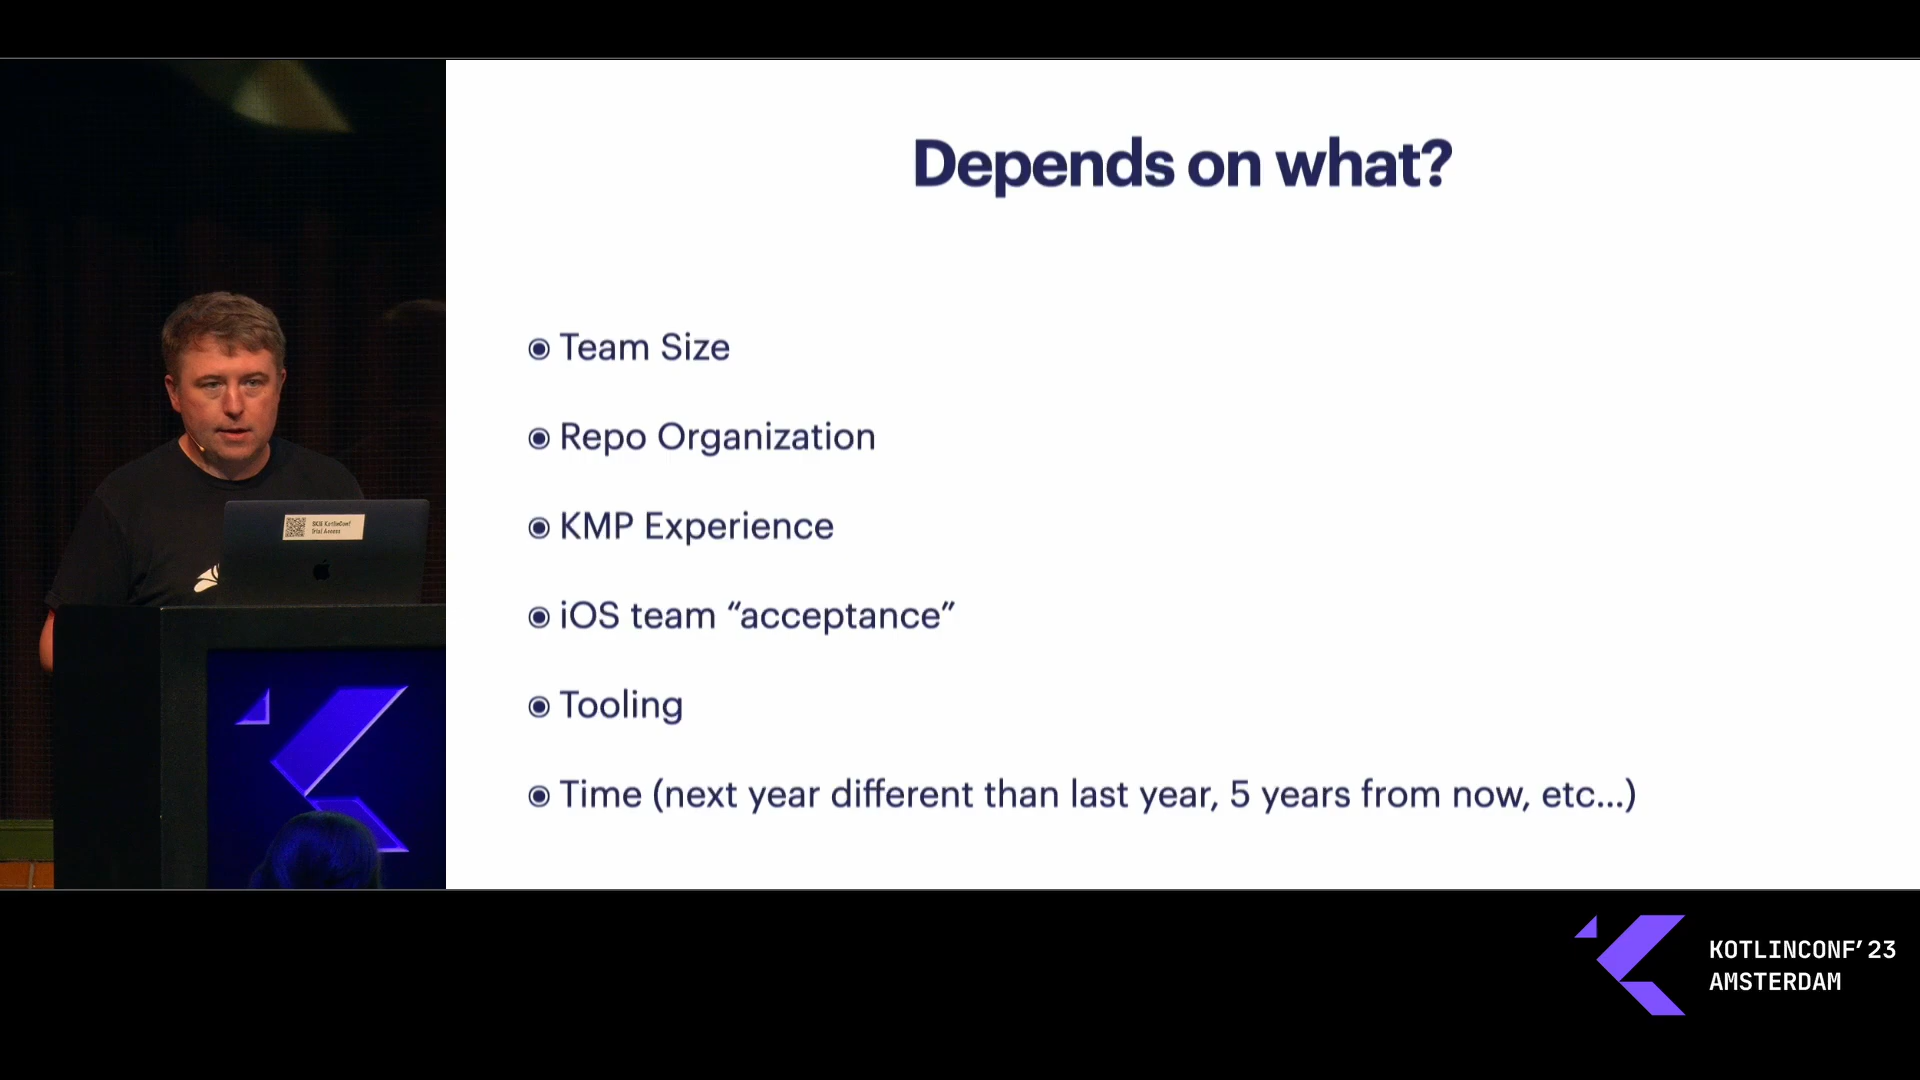 Depends on what?
Team Size
Repo Organization
KMP Experience
iOS team “acceptance”
Tooling
Time (next year different than last year, 5 years from now, etc...)
KOTLINCONF’23
AMSTERDAM